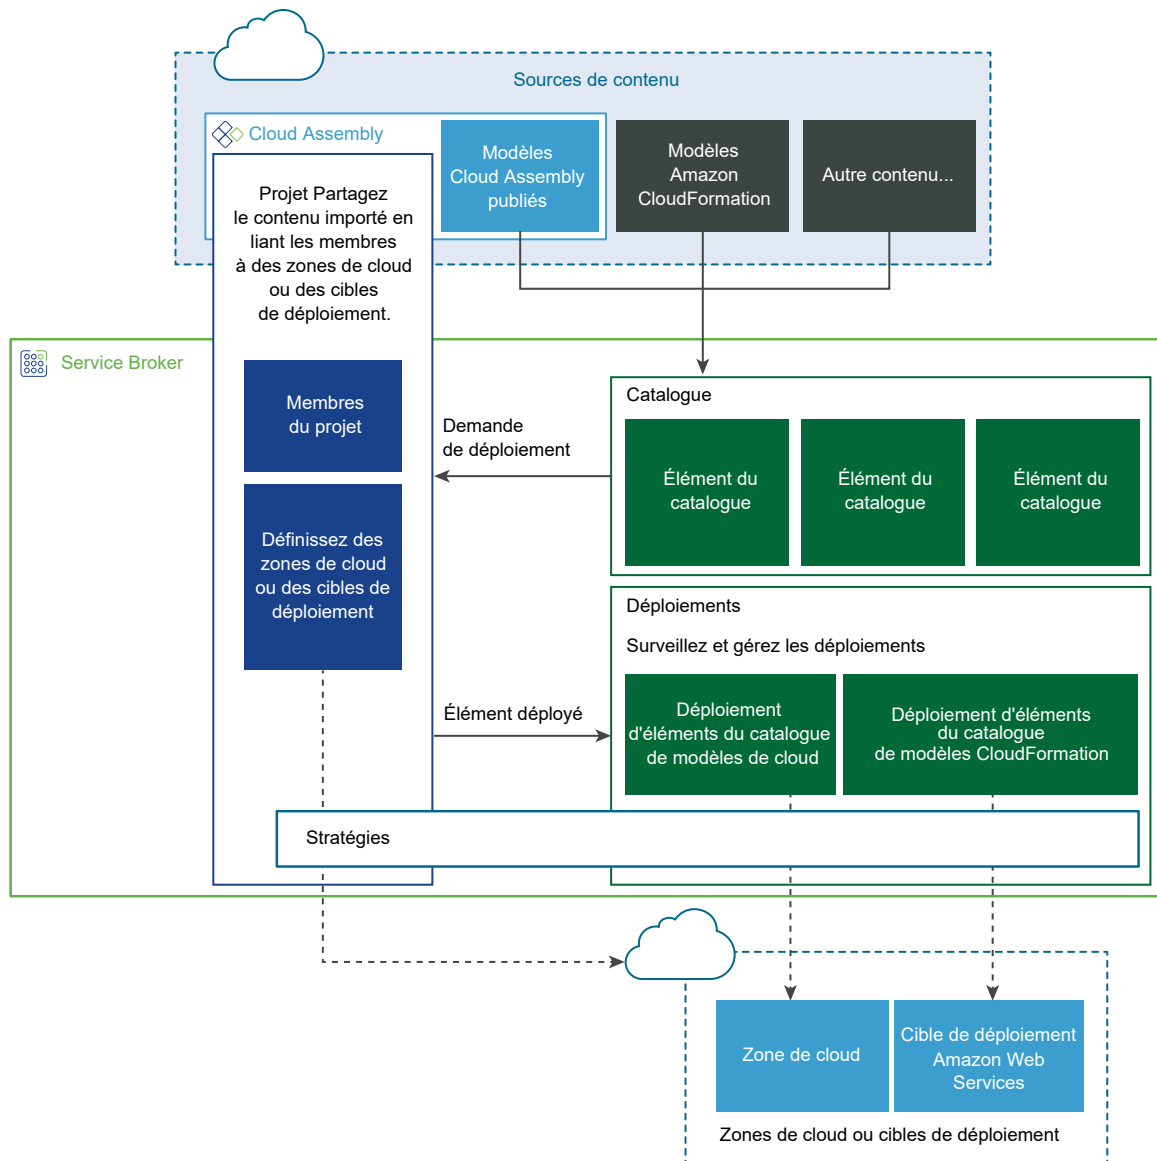 Sources de contenu
Cloud Assembly
Modèles
Cloud Assembly
publiés
Modèles
Amazon
CloudFormation
Autre contenu...
Projet Partagez
le contenu importé en
liant les membres
à des zones de cloud
ou des cibles
de déploiement.
Service Broker
Membres
du projet
Définissez des
zones de cloud
ou des cibles de
déploiement
Demande
de déploiement
Catalogue
Élément du
catalogue
Élément du
catalogue
Élément du
catalogue
Déploiements
Surveillez et gérez les déploiements
Élément déployé
Déploiement
d'éléments du catalogue
de modèles de cloud
Déploiement d'éléments
du catalogue
de modèles CloudFormation
Stratégies
Zone de cloud
Cible de déploiement
Amazon Web
Services
Zones de cloud ou cibles de déploiement